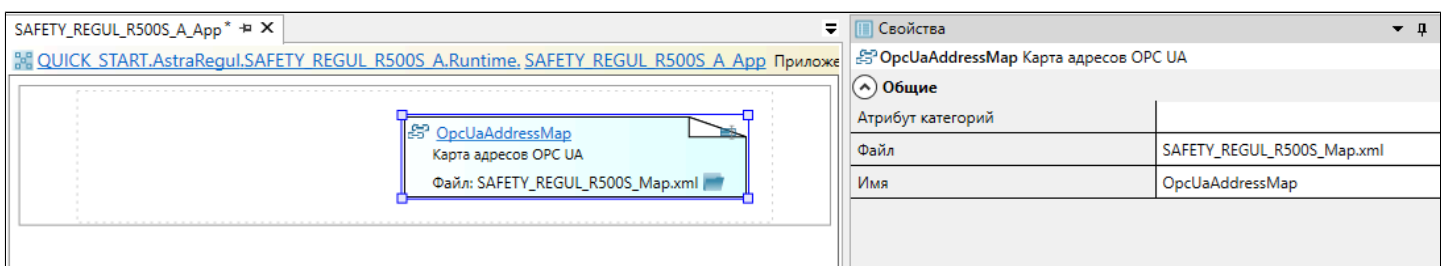 SAFETY_REGUL_R500S_A_App*
QUICK_START.AstraRegul.SAFETY_REGUL_R500S_A.Runtime. SAFETY_REGUL_R500S_A_App Приложе
OpcUaAddressMap
Карта адресов OPC UA
Файл: SAFETY_REGUL_R500S_Map.xml
Свойства
OpcUaAddressMap Карта адресов OPC UA
Общие
Атрибут категорий
Файл SAFETY_REGUL_R500S_Map.xml
Имя OpcUaAddressMap